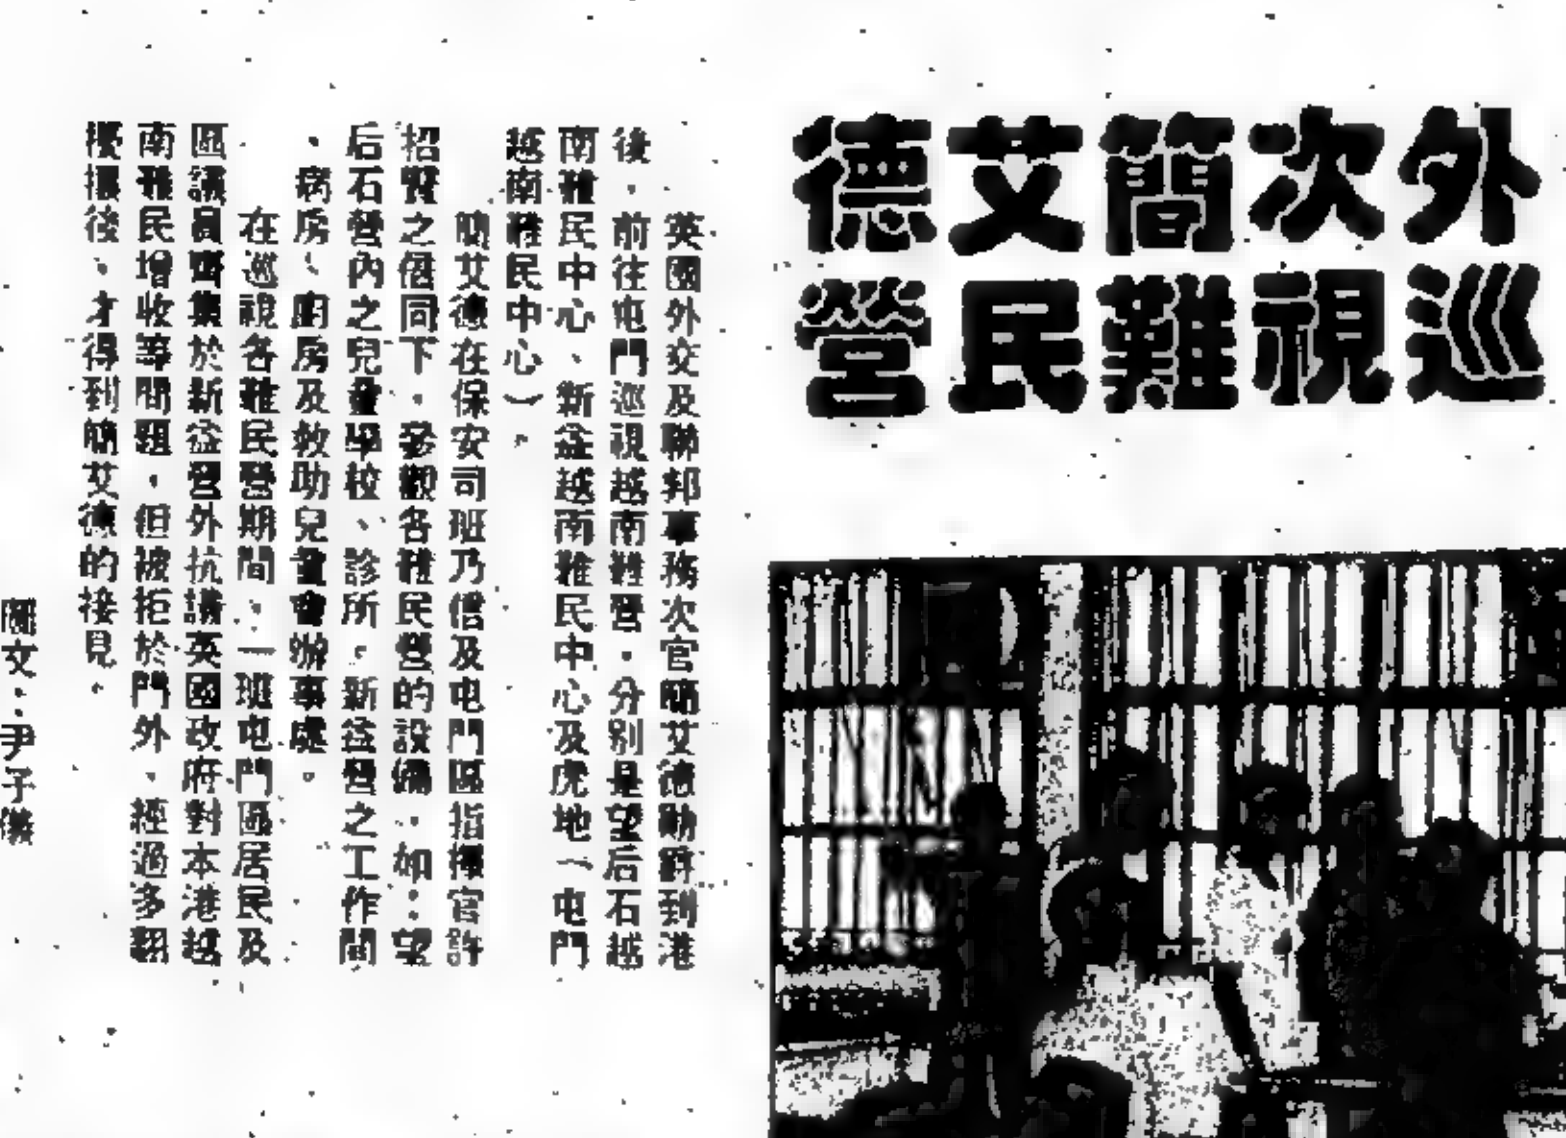 外次簡艾德
巡視難民營
英國外交及聯邦事務次官簡艾德勳爵到港
後,前往屯門巡視越南難營,分別是望后石越
南難民中心、新益越南難民中心及虎地(屯門
越南難民中心)。
簡艾德在保安司班乃信及屯門區指揮官許
招賢之偕同下,參觀各難民營的設備,如:望
后石營內之兒童學校、診所,新益營之工作間
、病房、廚房及救助兒童會辦事處。
在巡視各難民營期間,一班屯門區居民及
區議員齊集於新益營外抗議英國政府對本港越
南難民增收等問題,但被拒於門外,經過多翻
擾攘後,才得到簡艾德的接見。
圖文:尹子儀